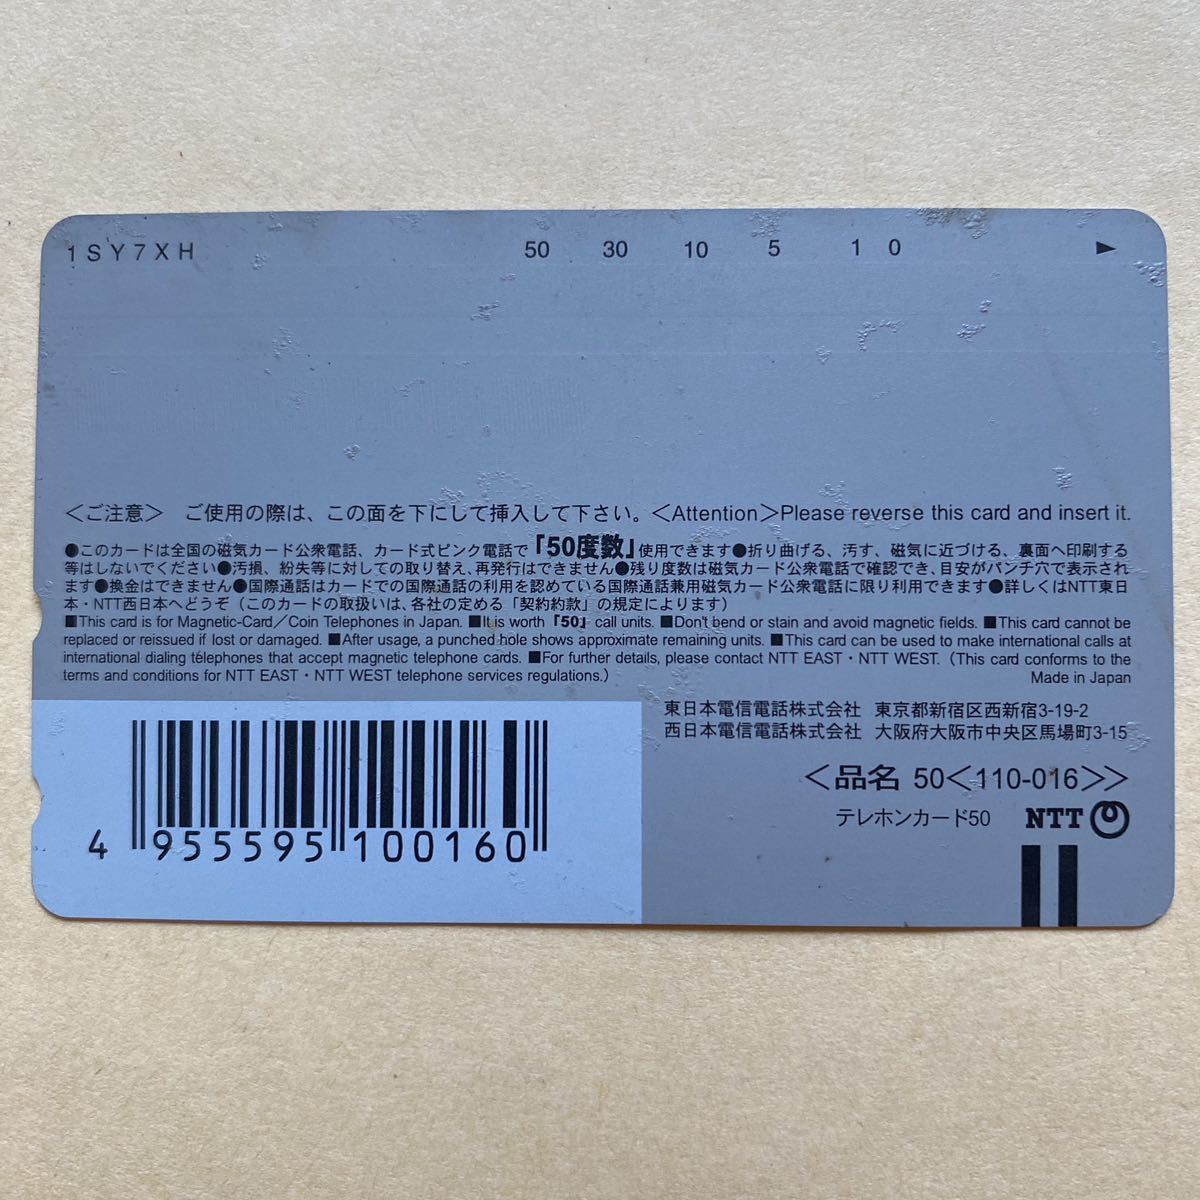 1SY7XH 50 30 10 5 1 0 ▶
＜ご注意＞ ご使用の際は、この面を下にして挿入して下さい。＜Attention＞Please reverse this card and insert it.
●このカードは全国の磁気カード公衆電話、カード式ピンク電話で「50度数」使用できます●折り曲げる、汚す、磁気に近づける、裏面へ印刷する
等はしないでください●汚損、紛失等に対しての取り替え、再発行はできません●残り度数は磁気カード公衆電話で確認でき、目安がパンチ穴で表示され
ます●換金はできません●国際通話はカードでの国際通話の利用を認めている国際通話兼用磁気カード公衆電話に限り利用できます●詳しくはNTT東日
本・NTT西日本へどうぞ（このカードの取扱いは、各社の定める「契約約款」の規定によります）
■This card is for Magnetic-Card／Coin Telephones in Japan. ■It is worth 「50」 call units. ■Don't bend or stain and avoid magnetic fields. ■This card cannot be
replaced or reissued if lost or damaged. ■After usage, a punched hole shows approximate remaining units. ■This card can be used to make international calls at
international dialing telephones that accept magnetic telephone cards. ■For further details, please contact NTT EAST・NTT WEST.（This card conforms to the
terms and conditions for NTT EAST・NTT WEST telephone services regulations.） Made in Japan
東日本電信電話株式会社 東京都新宿区西新宿3-19-2
西日本電信電話株式会社 大阪府大阪市中央区馬場町3-15
＜品名 50＜110-016＞＞
テレホンカード50 NTT
4 955595 100160